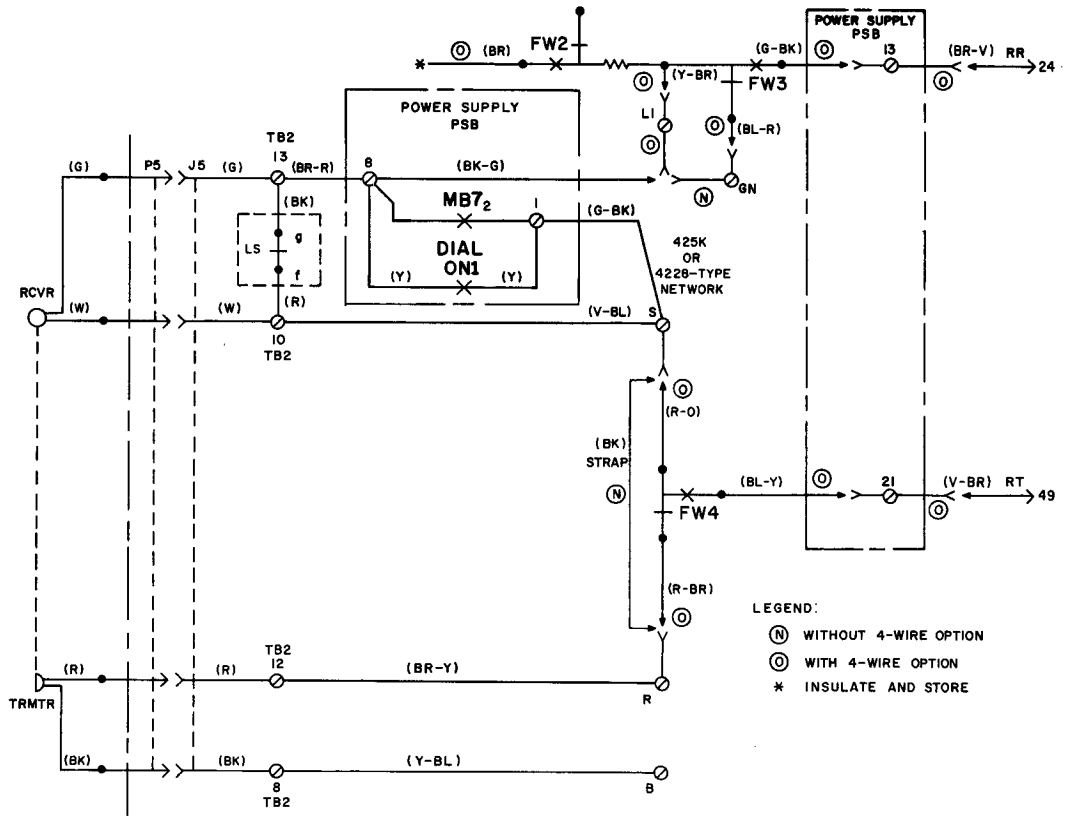 POWER SUPPLY
PSB
O (BR) FW2 (G-BK) O 13 (BR-V) RR
* O 24
(Y-BR) FW3
O
POWER SUPPLY
PSB
L1 O (BL-R)
O
TB2
13
(G) P5 J5 (G) (BR-R) 8 (BK-G)
N GN
(BK) MB7₂ 1 (G-BK)
g
LS
f
DIAL
ON1
(Y) (Y)
425K
OR
4228-TYPE
NETWORK
RCVR
(W) (W) (R) (V-BL) S
10
TB2
O
(R-O)
(BK)
STRAP
N
(BL-Y) O 21 (V-BR) RT
FW4 O 49
(R-BR)
O
LEGEND:
N WITHOUT 4-WIRE OPTION
O WITH 4-WIRE OPTION
* INSULATE AND STORE
TB2
12
(R) (R) (BR-Y)
TRMTR R
(BK) (BK) (Y-BL)
8 B
TB2